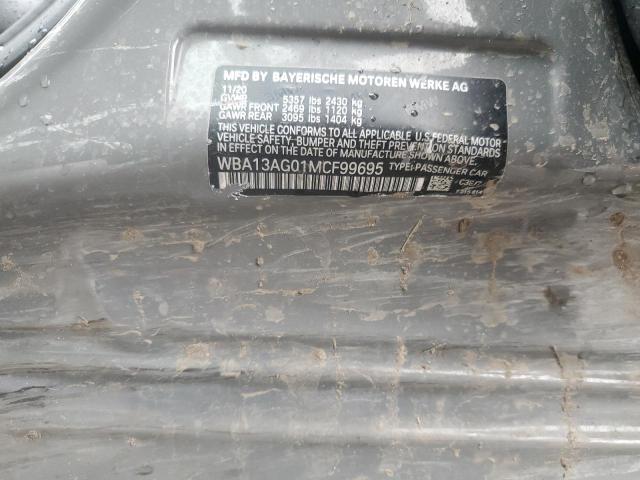 MFD BY BAYERISCHE MOTOREN WERKE AG
11/20
GVWR 5357 lbs 2430 kg
GAWR FRONT 2469 lbs 1120 kg
GAWR REAR 3095 lbs 1404 kg
THIS VEHICLE CONFORMS TO ALL APPLICABLE U.S. FEDERAL MOTOR
VEHICLE SAFETY, BUMPER AND THEFT PREVENTION STANDARDS
IN EFFECT ON THE DATE OF MANUFACTURE SHOWN ABOVE.
WBA13AG01MCF99695 TYPE: PASSENGER CAR